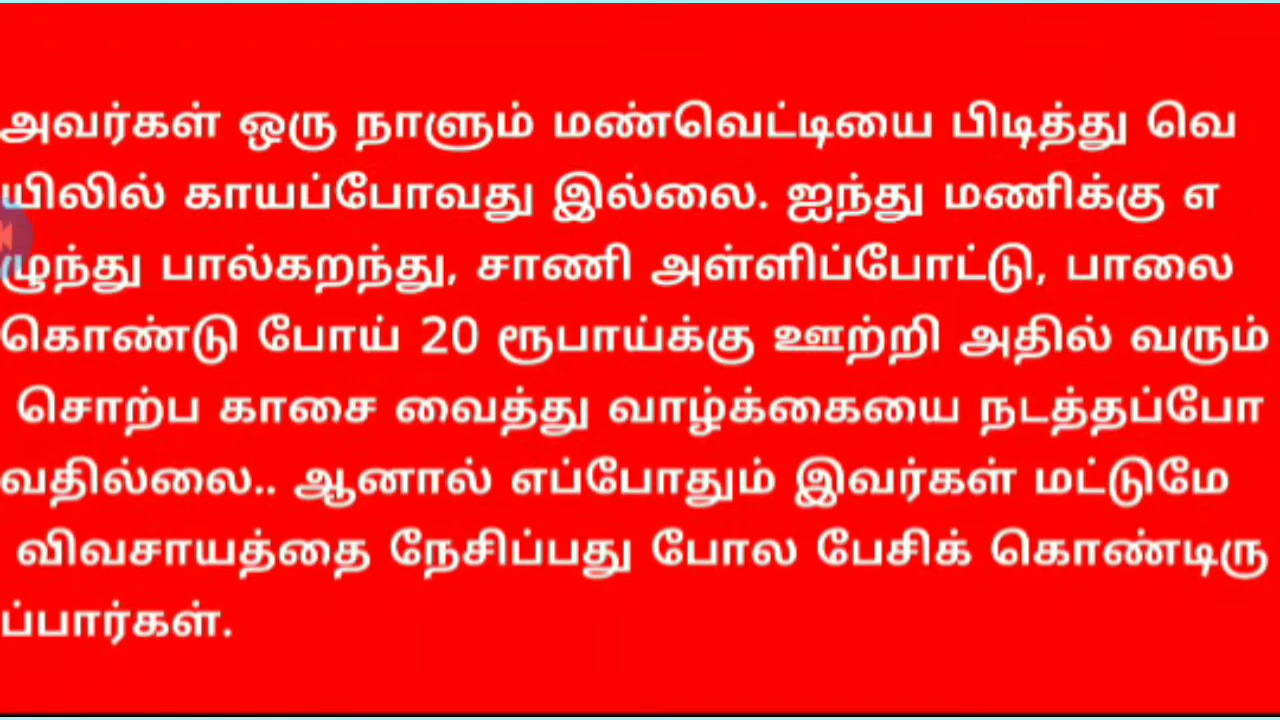 அவர்கள் ஒரு நாளும் மண்வெட்டியை பிடித்து வெ
யிலில் காயப்போவது இல்லை. ஐந்து மணிக்கு எ
ழுந்து பால்கறந்து, சாணி அள்ளிப்போட்டு, பாலை
கொண்டு போய் 20 ரூபாய்க்கு ஊற்றி அதில் வரும்
சொற்ப காசை வைத்து வாழ்க்கையை நடத்தப்போ
வதில்லை.. ஆனால் எப்போதும் இவர்கள் மட்டுமே
விவசாயத்தை நேசிப்பது போல பேசிக் கொண்டிரு
ப்பார்கள்.